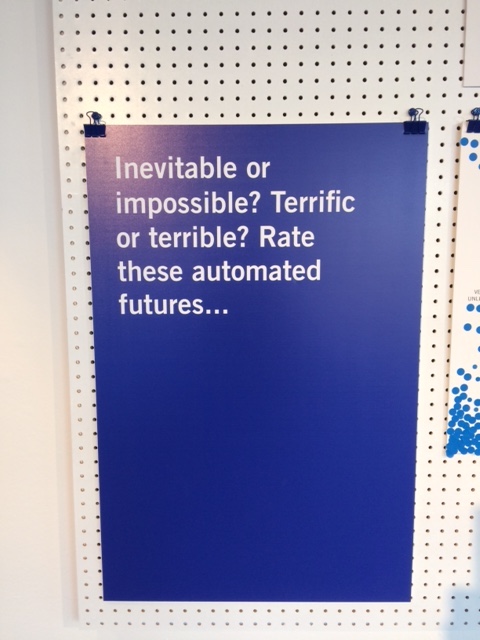 Inevitable or
impossible? Terrific
or terrible? Rate
these automated
futures...